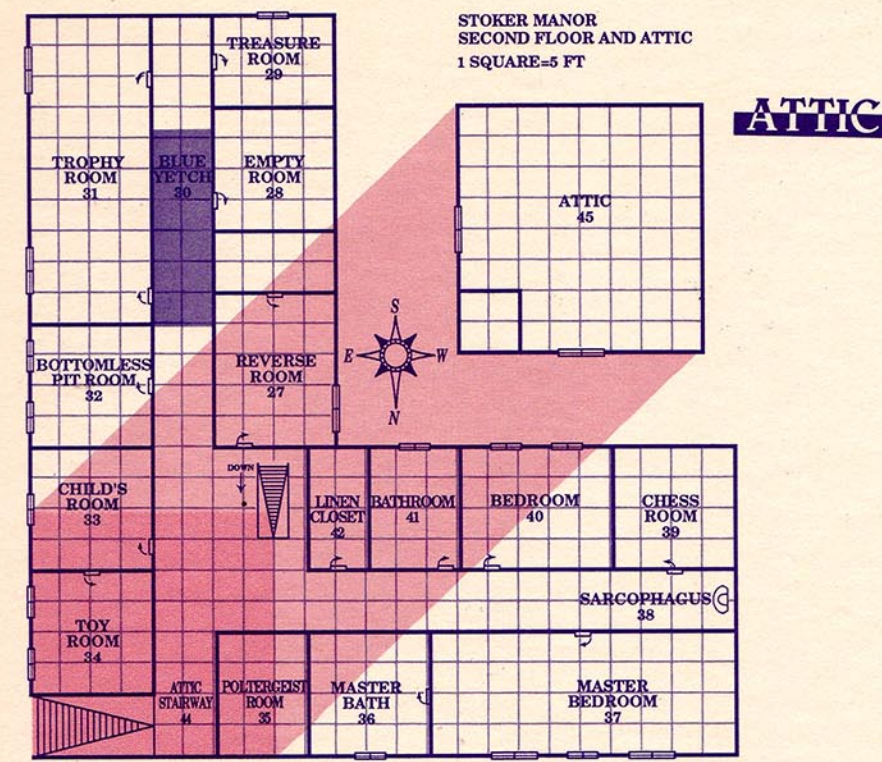 STOKER MANOR
SECOND FLOOR AND ATTIC
1 SQUARE=5 FT
ATTIC
TREASURE
ROOM
29
TROPHY
ROOM
31
BLUE
YETCH
30
EMPTY
ROOM
28
ATTIC
45
S
E
W
N
BOTTOMLESS
PIT ROOM
32
REVERSE
ROOM
27
DOWN
CHILD'S
ROOM
33
LINEN
CLOSET
42
BATHROOM
41
BEDROOM
40
CHESS
ROOM
39
SARCOPHAGUS
38
TOY
ROOM
34
ATTIC
STAIRWAY
44
POLTERGEIST
ROOM
35
MASTER
BATH
36
MASTER
BEDROOM
37